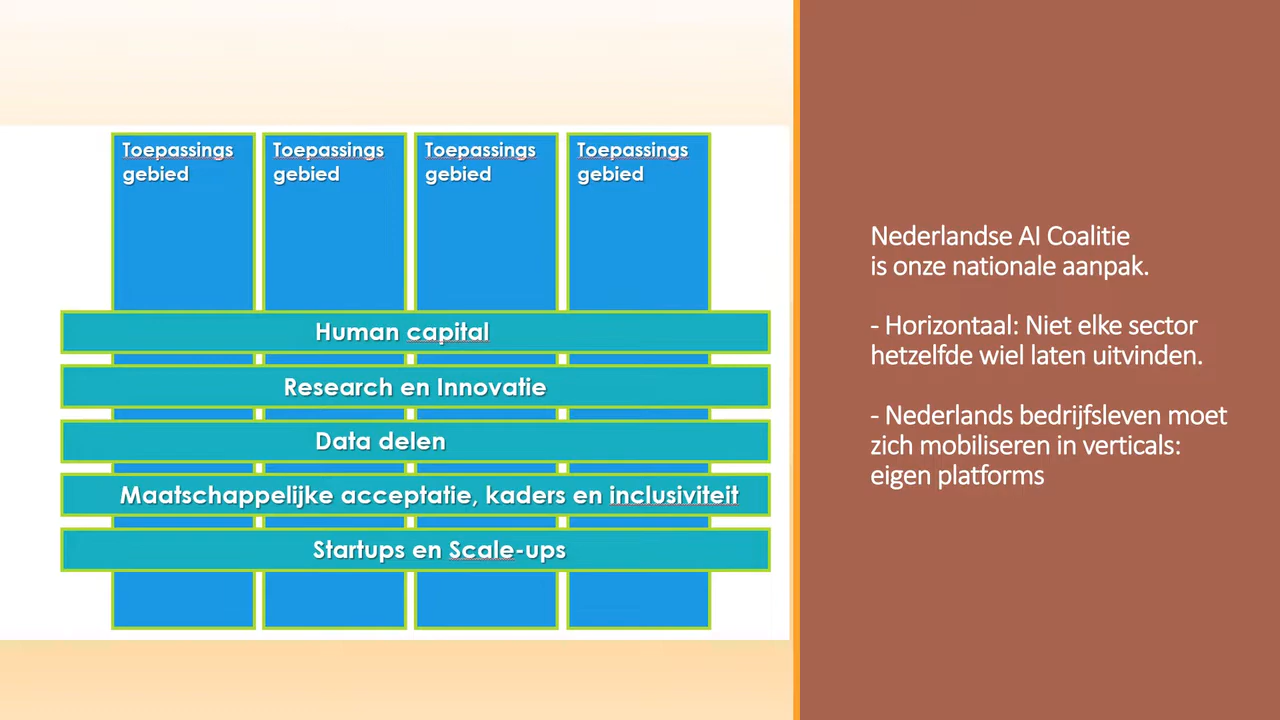 Toepassings
gebied
Toepassings
gebied
Toepassings
gebied
Toepassings
gebied
Human capital
Research en Innovatie
Data delen
Maatschappelijke acceptatie, kaders en inclusiviteit
Startups en Scale-ups
Nederlandse AI Coalitie
is onze nationale aanpak.
- Horizontaal: Niet elke sector
hetzelfde wiel laten uitvinden.
- Nederlands bedrijfsleven moet
zich mobiliseren in verticals:
eigen platforms